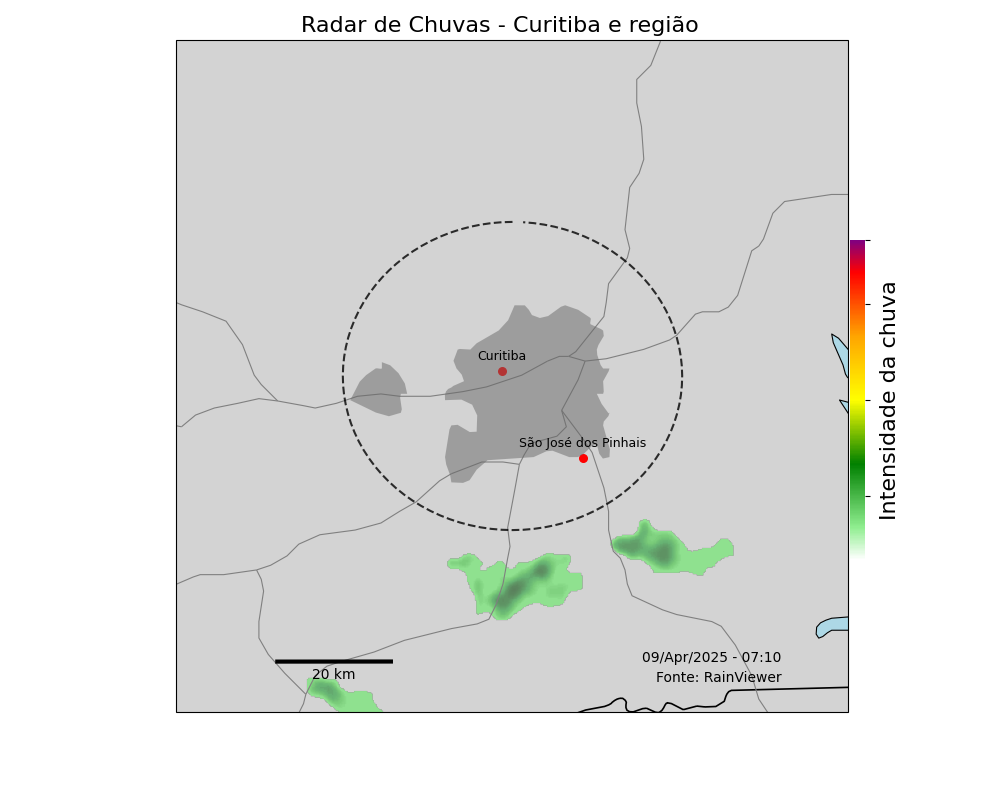 Radar de Chuvas - Curitiba e região
Curitiba
São José dos Pinhais
Intensidade da chuva
09/Apr/2025 - 07:10
20 km
Fonte: RainViewer